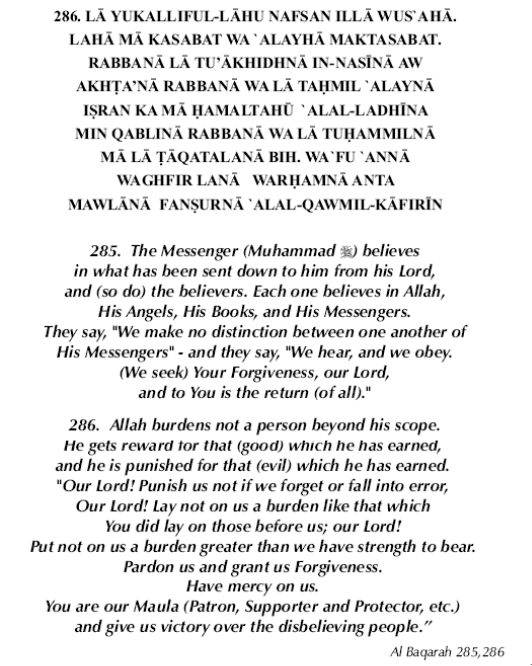 286. LĀ YUKALLIFUL-LĀHU NAFSAN ILLĀ WUS`AHĀ.
LAHĀ MĀ KASABAT WA `ALAYHĀ MAKTASABAT.
RABBANĀ LĀ TU’ĀKHIDHNĀ IN-NASĪNĀ AW
AKHṬA’NĀ RABBANĀ WA LĀ TAḤMIL `ALAYNĀ
IṢRAN KA MĀ ḤAMALTAHŪ `ALAL-LADHĪNA
MIN QABLINĀ RABBANĀ WA LĀ TUḤAMMILNĀ
MĀ LĀ ṬĀQATALANĀ BIH. WA`FU `ANNĀ
WAGHFIR LANĀ WARḤAMNĀ ANTA
MAWLĀNĀ FANṢURNĀ `ALAL-QAWMIL-KĀFIRĪN
285. The Messenger (Muhammad ﷺ) believes
in what has been sent down to him from his Lord,
and (so do) the believers. Each one believes in Allah,
His Angels, His Books, and His Messengers.
They say, "We make no distinction between one another of
His Messengers" - and they say, "We hear, and we obey.
(We seek) Your Forgiveness, our Lord,
and to You is the return (of all)."
286. Allah burdens not a person beyond his scope.
He gets reward for that (good) which he has earned,
and he is punished for that (evil) which he has earned.
"Our Lord! Punish us not if we forget or fall into error,
Our Lord! Lay not on us a burden like that which
You did lay on those before us; our Lord!
Put not on us a burden greater than we have strength to bear.
Pardon us and grant us Forgiveness.
Have mercy on us.
You are our Maula (Patron, Supporter and Protector, etc.)
and give us victory over the disbelieving people.”
Al Baqarah 285,286